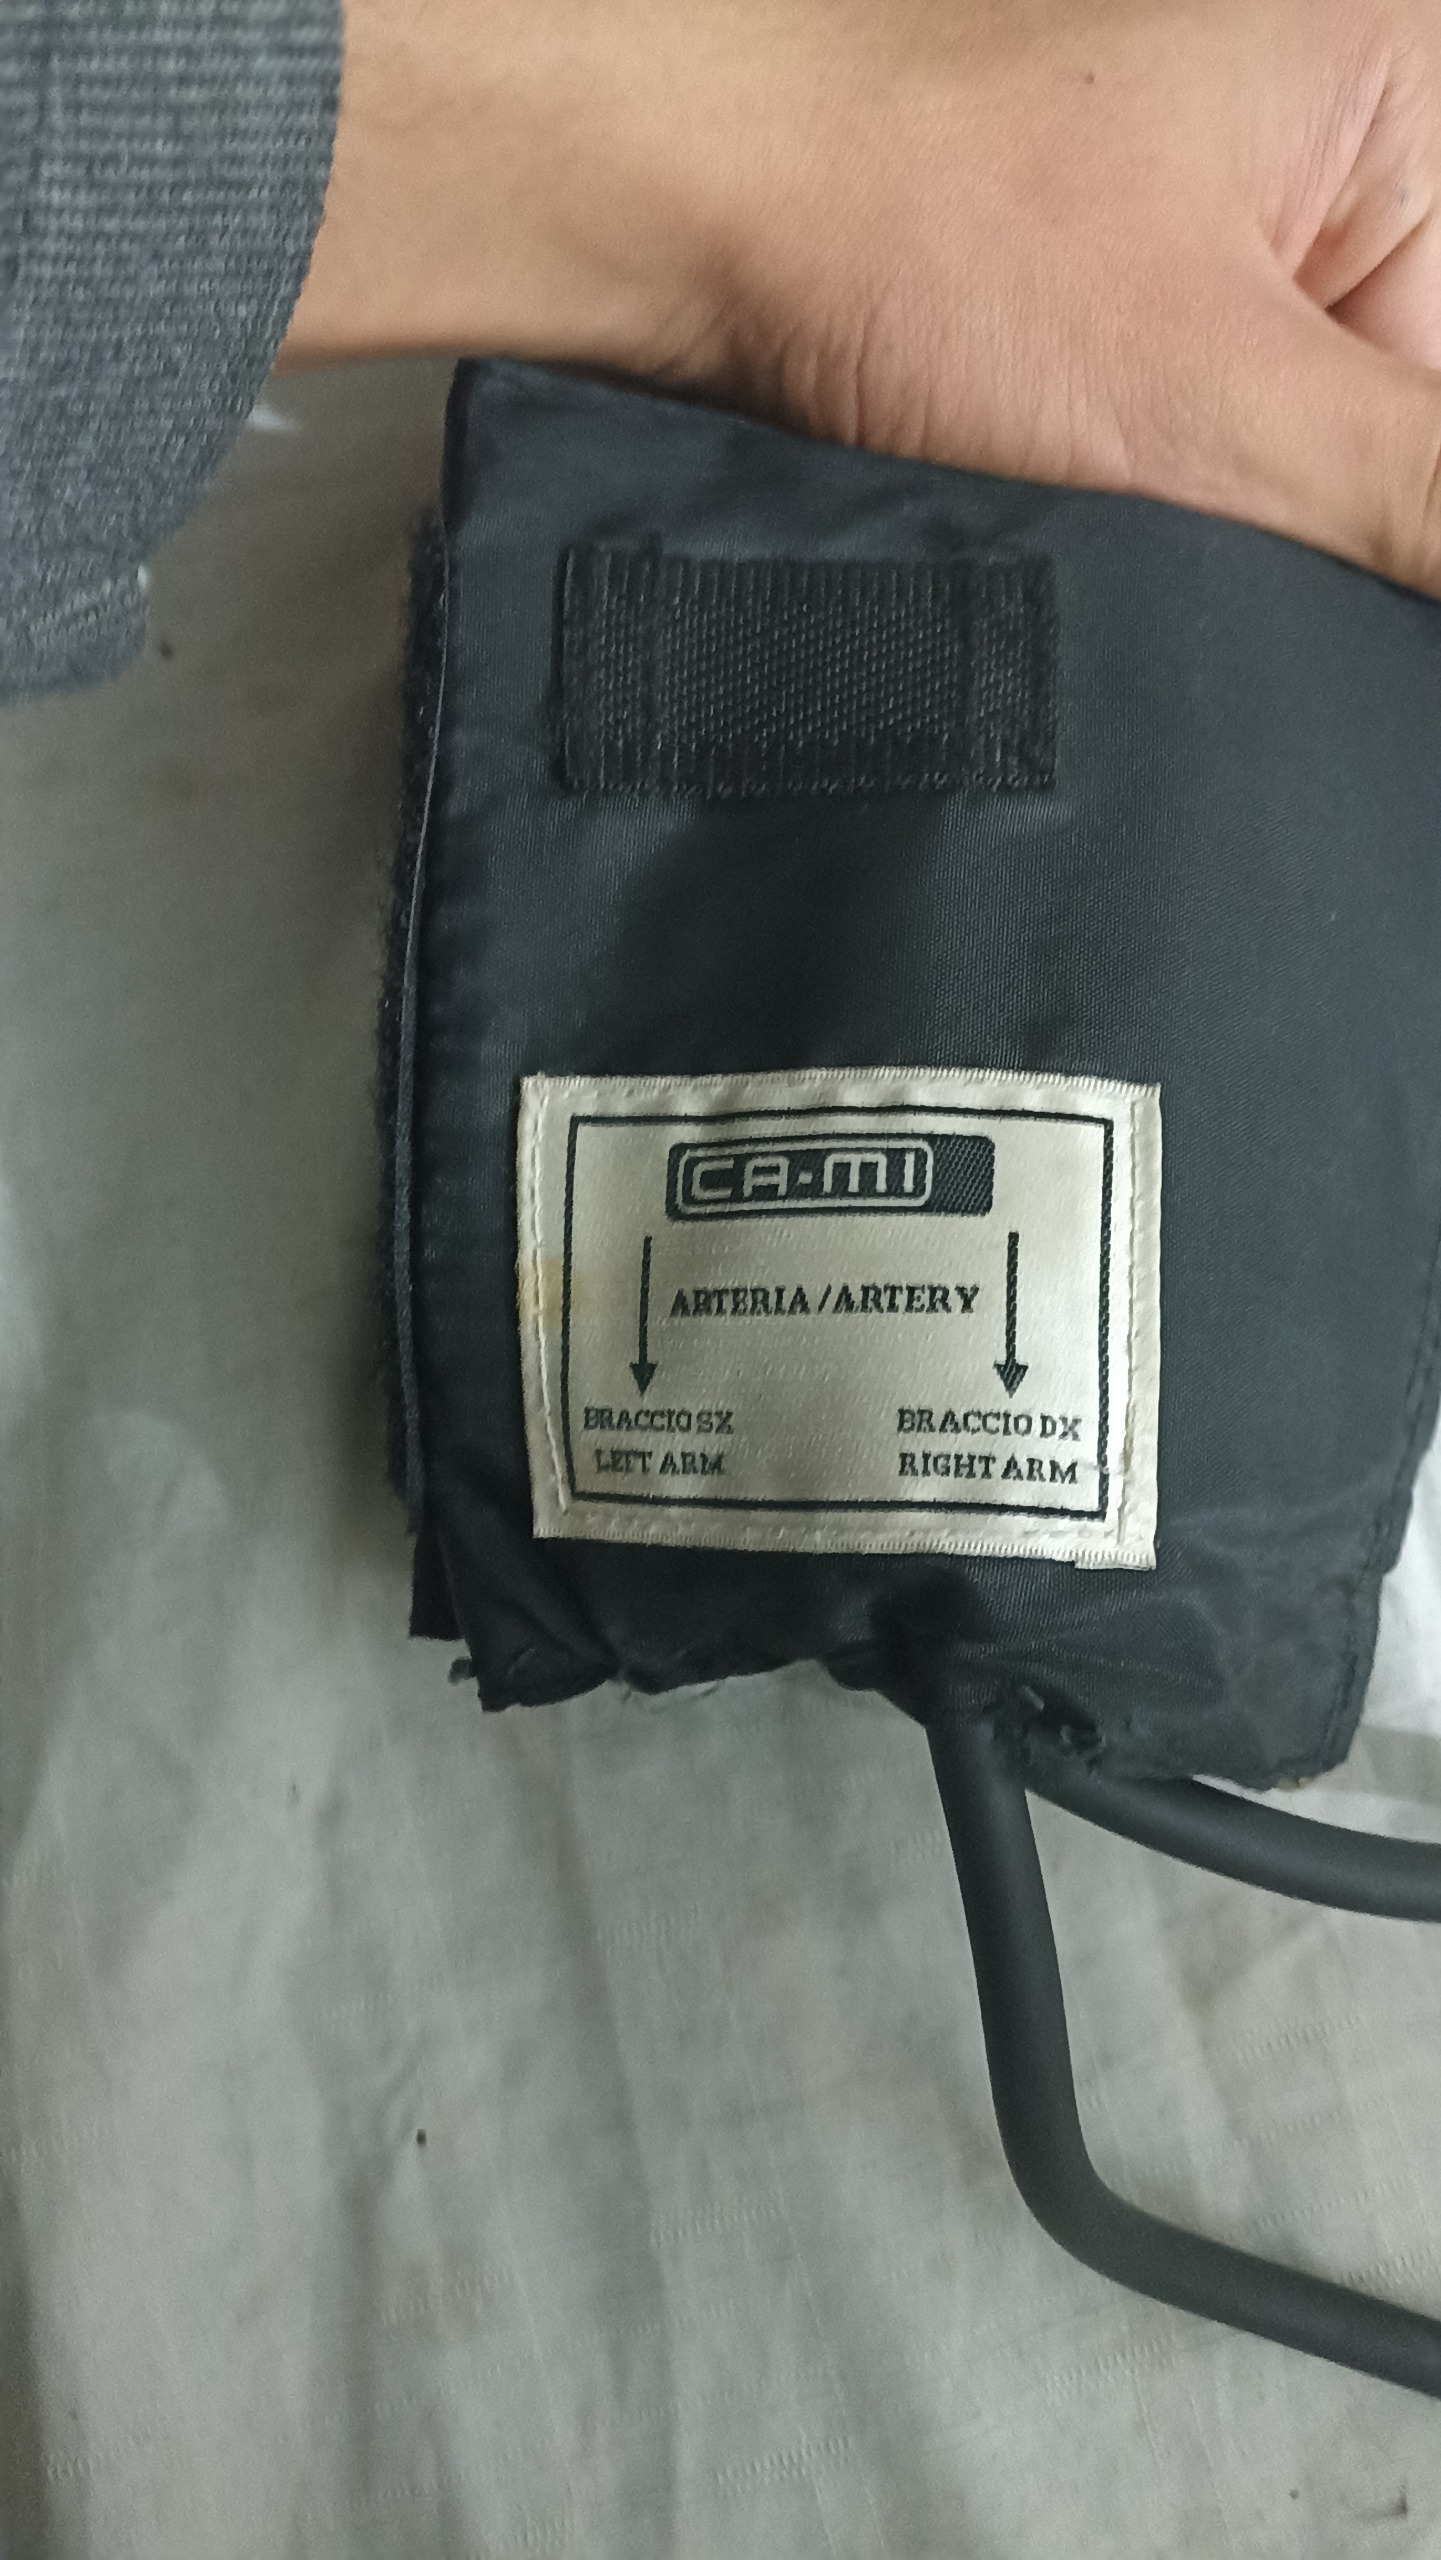 CA-MI
ARTERIA/ARTERY
BRACCIO SX BRACCIO DX
LEFT ARM RIGHT ARM